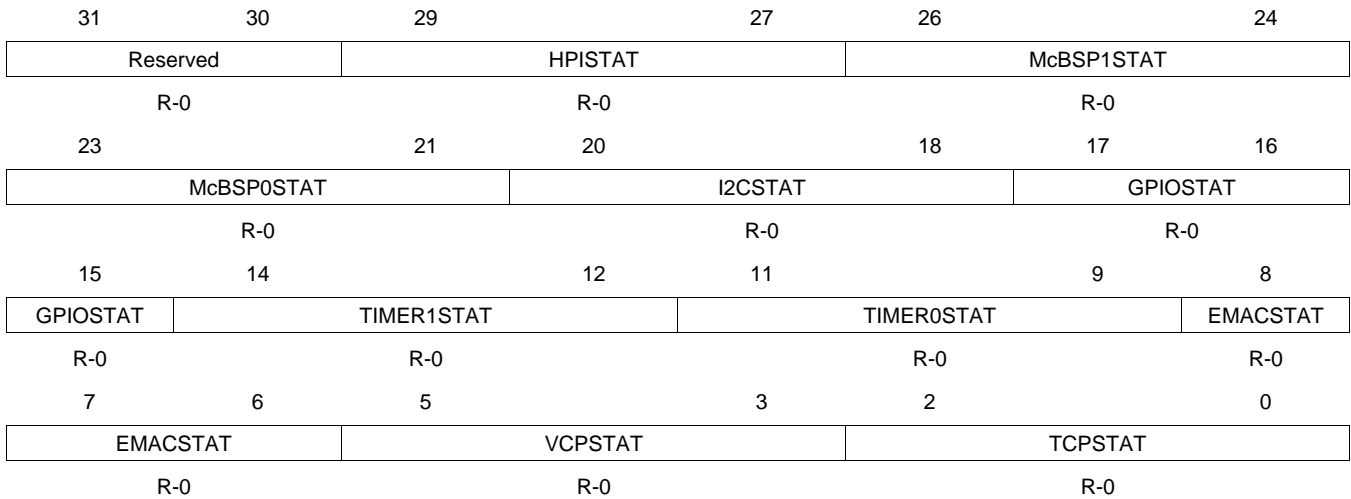 31 30 29 27 26 24
Reserved HPISTAT McBSP1STAT
R-0 R-0 R-0
23 21 20 18 17 16
McBSP0STAT I2CSTAT GPIOSTAT
R-0 R-0 R-0
15 14 12 11 9 8
GPIOSTAT TIMER1STAT TIMER0STAT EMACSTAT
R-0 R-0 R-0 R-0
7 6 5 3 2 0
EMACSTAT VCPSTAT TCPSTAT
R-0 R-0 R-0